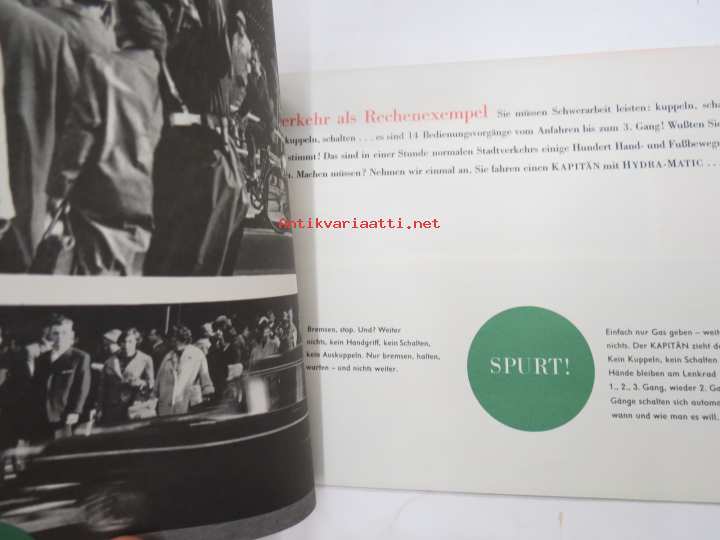 erkehr als Rechenexempel Sie müssen Schwerarbeit leisten: kuppeln, scha
kuppeln, schalten . . . es sind 14 Bedienungsvorgänge vom Anfahren bis zum 3. Gang! Wußten Sie
stimmt! Das sind in einer Stunde normalen Stadtverkehrs einige Hundert Hand- und Fußbeweg
. Machen müssen? Nehmen wir einmal an, Sie fahren einen KAPITÄN mit HYDRA-MATIC . . .
Antikvariaatti.net
Bremsen, stop. Und? Weiter
nichts, kein Handgriff, kein Schalten,
kein Auskuppeln. Nur bremsen, halten,
warten – und nichts weiter.
SPURT!
Einfach nur Gas geben – weit
nichts. Der KAPITÄN zieht d
Kein Kuppeln, kein Schalten
Hände bleiben am Lenkrad
1., 2., 3. Gang, wieder 2. Ga
Gänge schalten sich autom
wann und wie man es will.